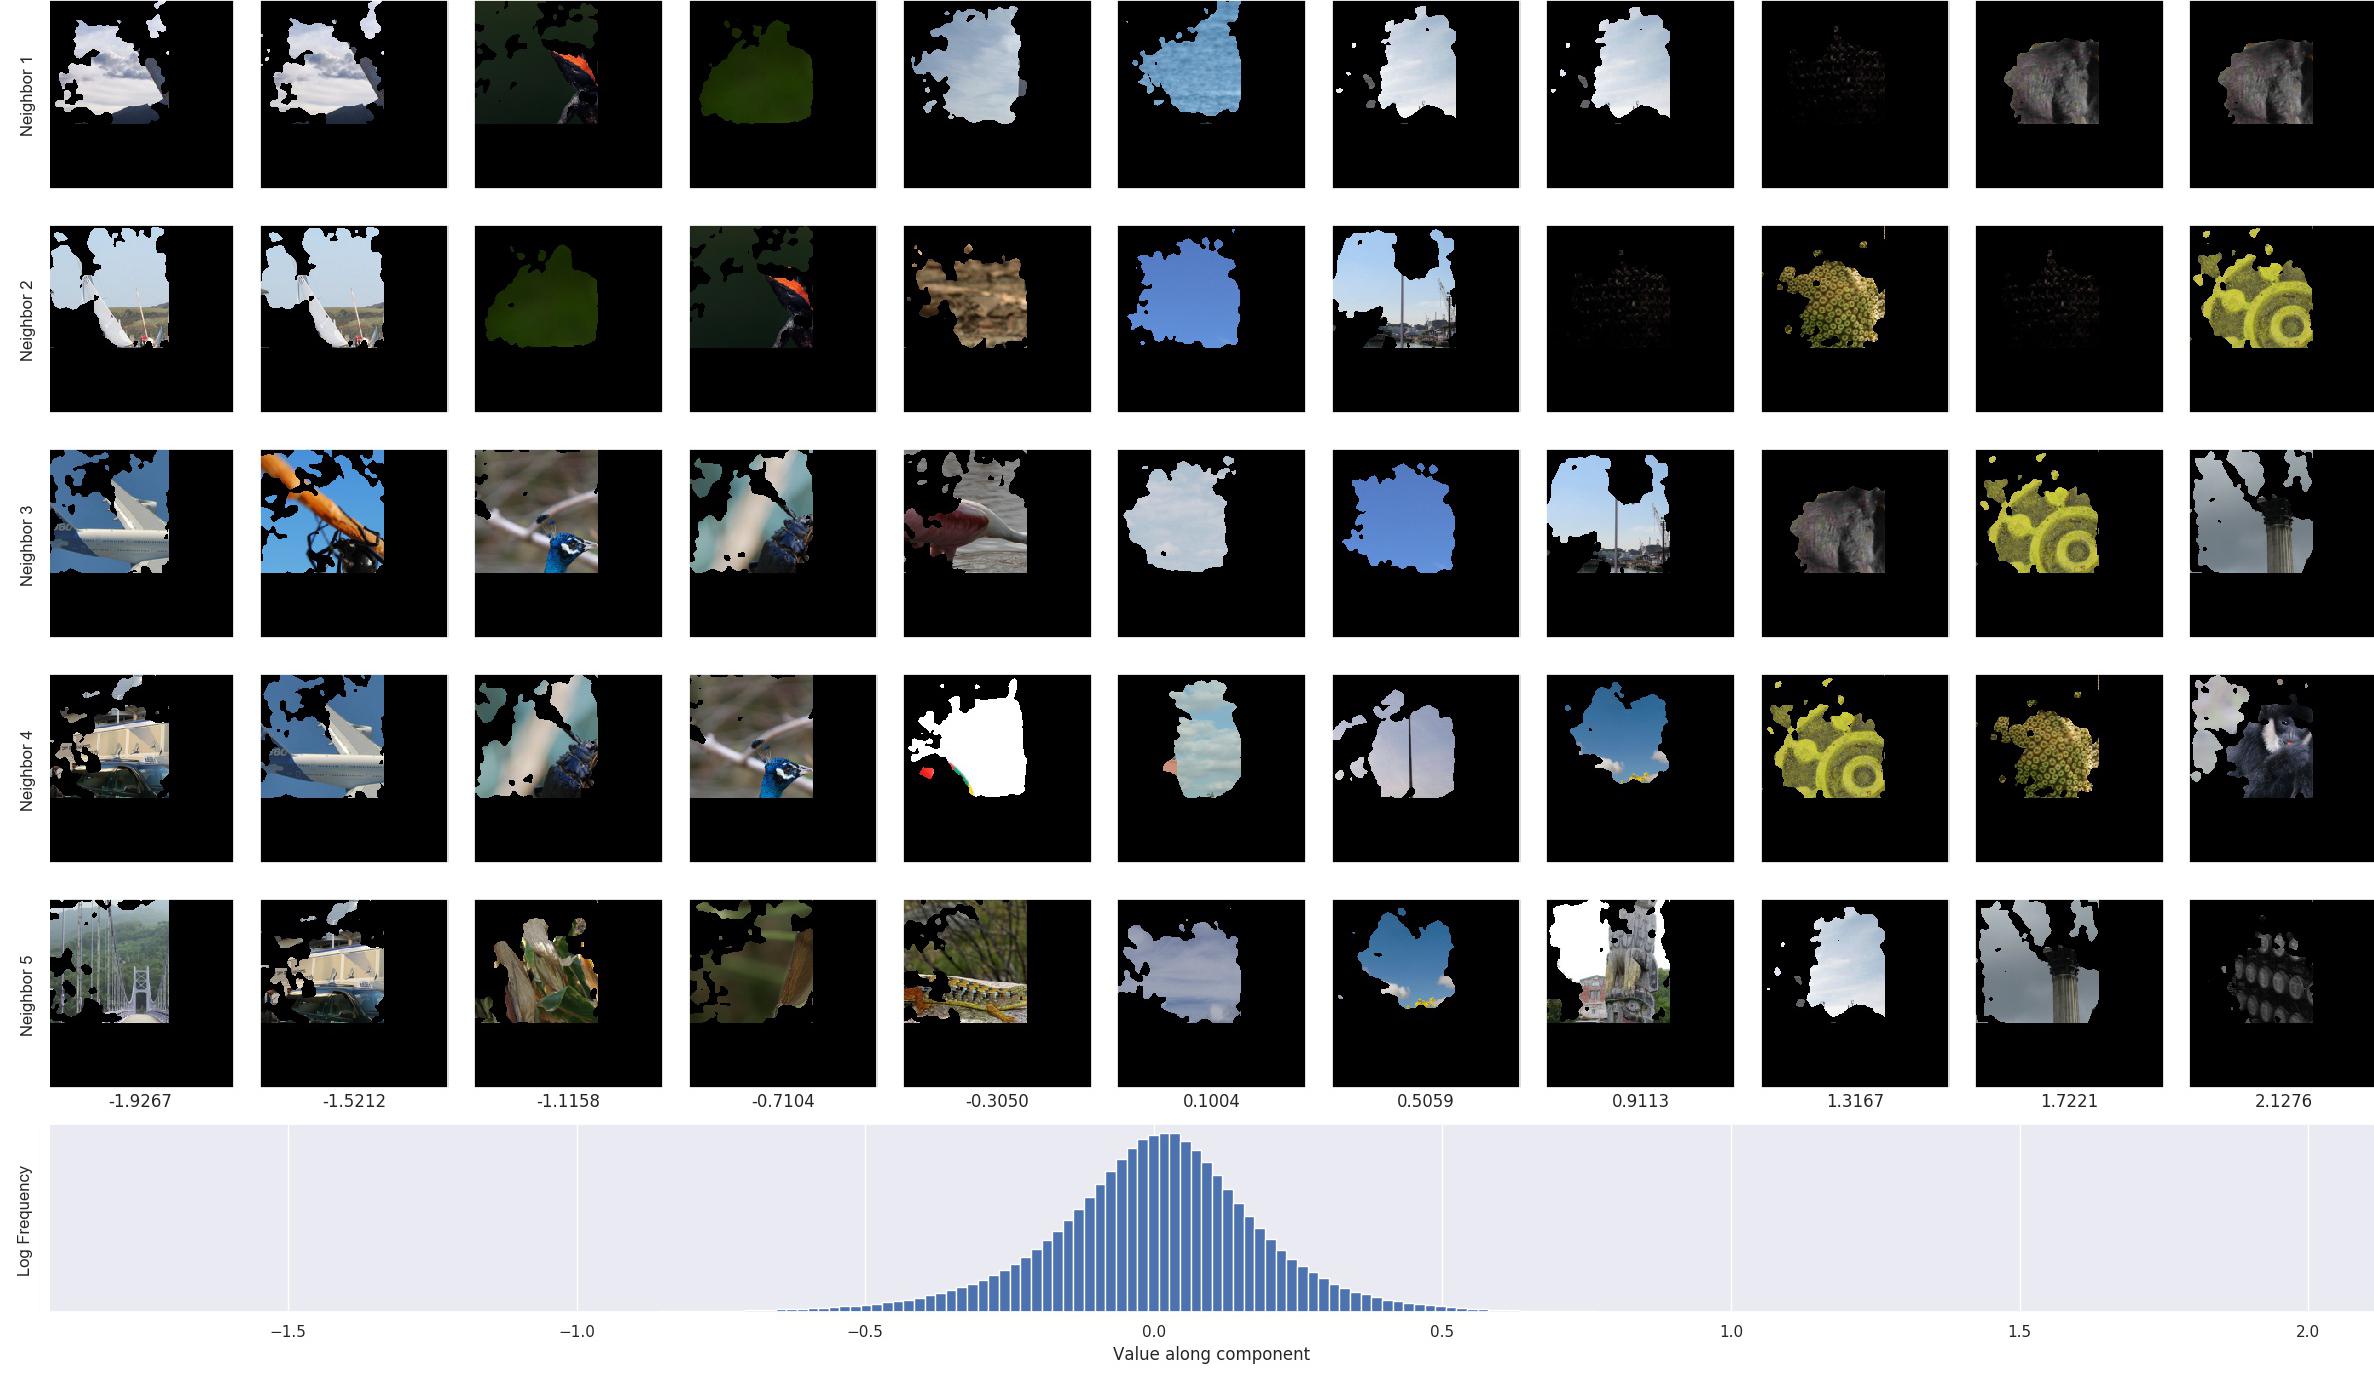 Neighbor 1
Neighbor 2
Neighbor 3
Neighbor 4
Neighbor 5
-1.9267 -1.5212 -1.1158 -0.7104 -0.3050 0.1004 0.5059 0.9113 1.3167 1.7221 2.1276
Log Frequency
−1.5 −1.0 −0.5 0.0 0.5 1.0 1.5 2.0
Value along component